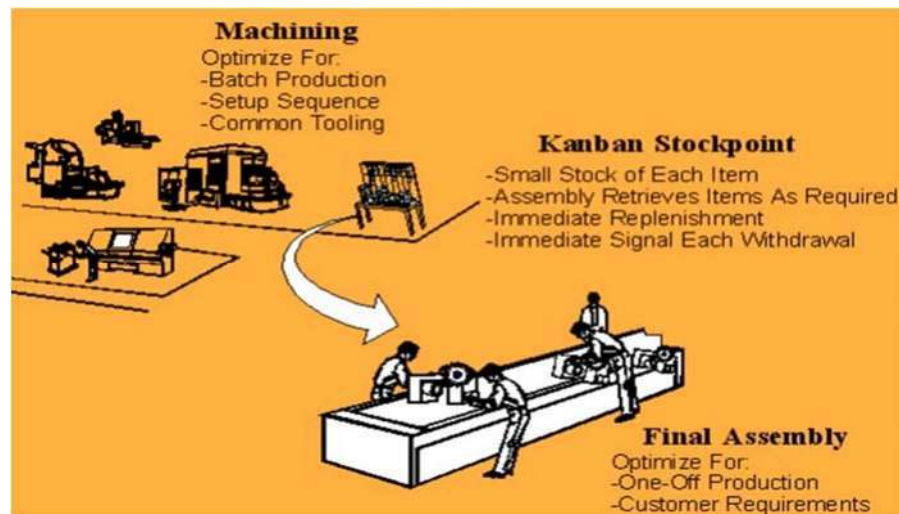 Machining
Optimize For:
-Batch Production
-Setup Sequence
-Common Tooling
Kanban Stockpoint
-Small Stock of Each Item
-Assembly Retrieves Items As Required
-Immediate Replenishment
-Immediate Signal Each Withdrawal
Final Assembly
Optimize For:
-One-Off Production
-Customer Requirements